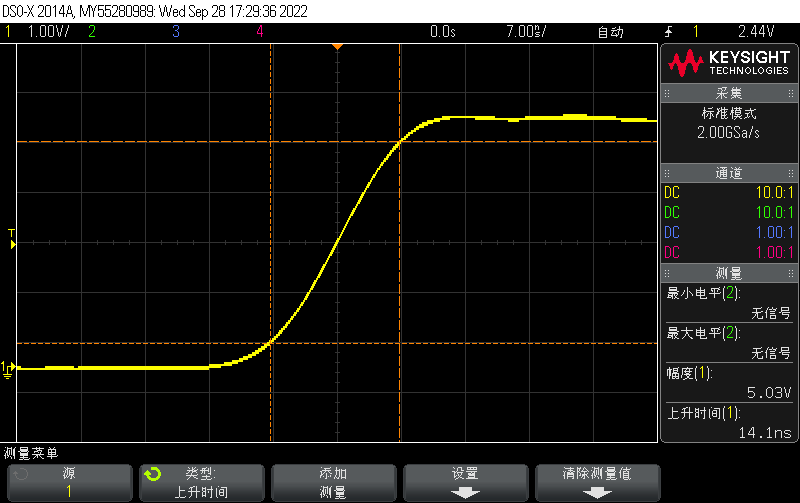 DSO-X 2014A, MY55280989: Wed Sep 28 17:29:36 2022
1 1.00V/ 2 3 4 0.0s 7.00ns/ 自动 1 2.44V
KEYSIGHT
TECHNOLOGIES
采集
标准模式
2.00GSa/s
通道
DC 10.0:1
DC 10.0:1
DC 1.00:1
DC 1.00:1
测量
最小电平(2):
无信号
最大电平(2):
无信号
幅度(1):
5.03V
上升时间(1):
14.1ns
T
1
测量菜单
源
1
类型:
上升时间
添加
测量
设置
清除测量值